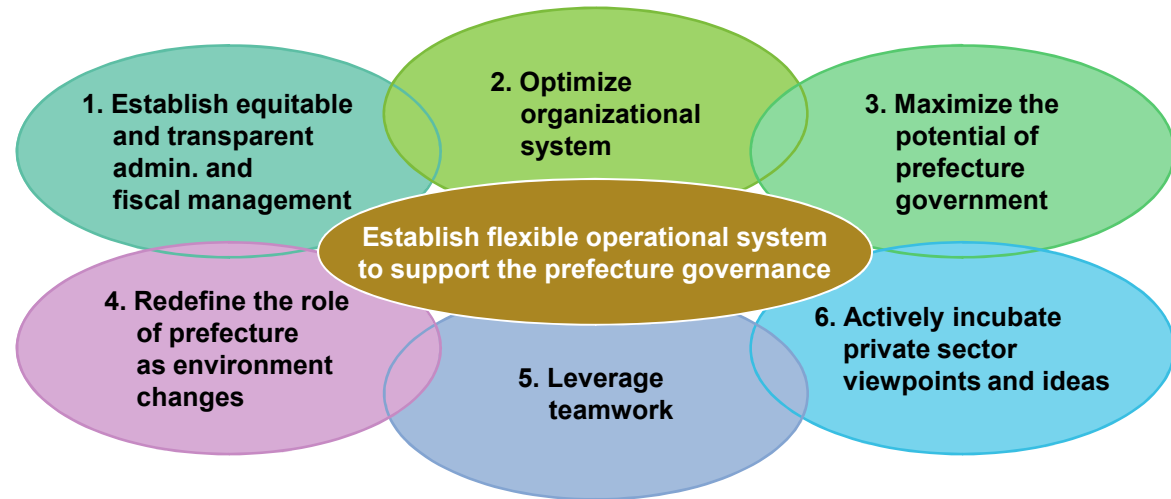 1. Establish equitable
and transparent
admin. and
fiscal management
2. Optimize
organizational
system
3. Maximize the
potential of
prefecture
government
Establish flexible operational system
to support the prefecture governance
4. Redefine the role
of prefecture
as environment
changes
5. Leverage
teamwork
6. Actively incubate
private sector
viewpoints and ideas